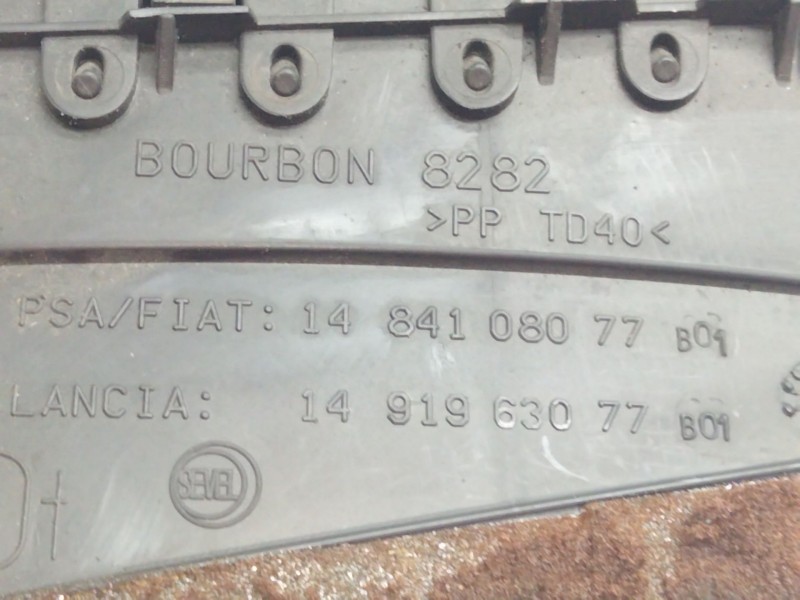 BOURBON 8282
>PP TD40<
PSA/FIAT: 14 841 080 77 B01
LANCIA: 14 919 630 77 B01
SEVEL